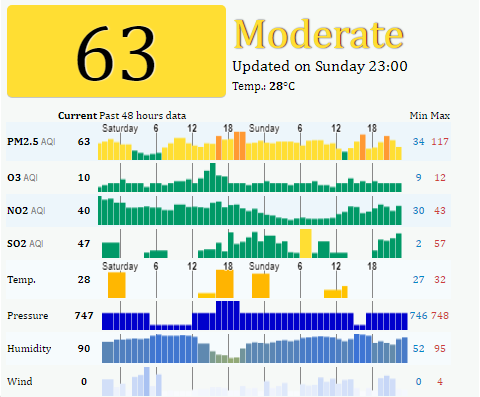 63
Moderate
Updated on Sunday 23:00
Temp.: 28°C
Current Past 48 hours data Min Max
Saturday 6 12 18 Sunday 6 12 18
PM2.5 AQI 63 34 117
O3 AQI 10 9 12
NO2 AQI 40 30 43
SO2 AQI 47 2 57
Saturday 6 12 18 Sunday 6 12 18
Temp. 28 27 32
Pressure 747 746 748
Humidity 90 52 95
Wind 0 0 4